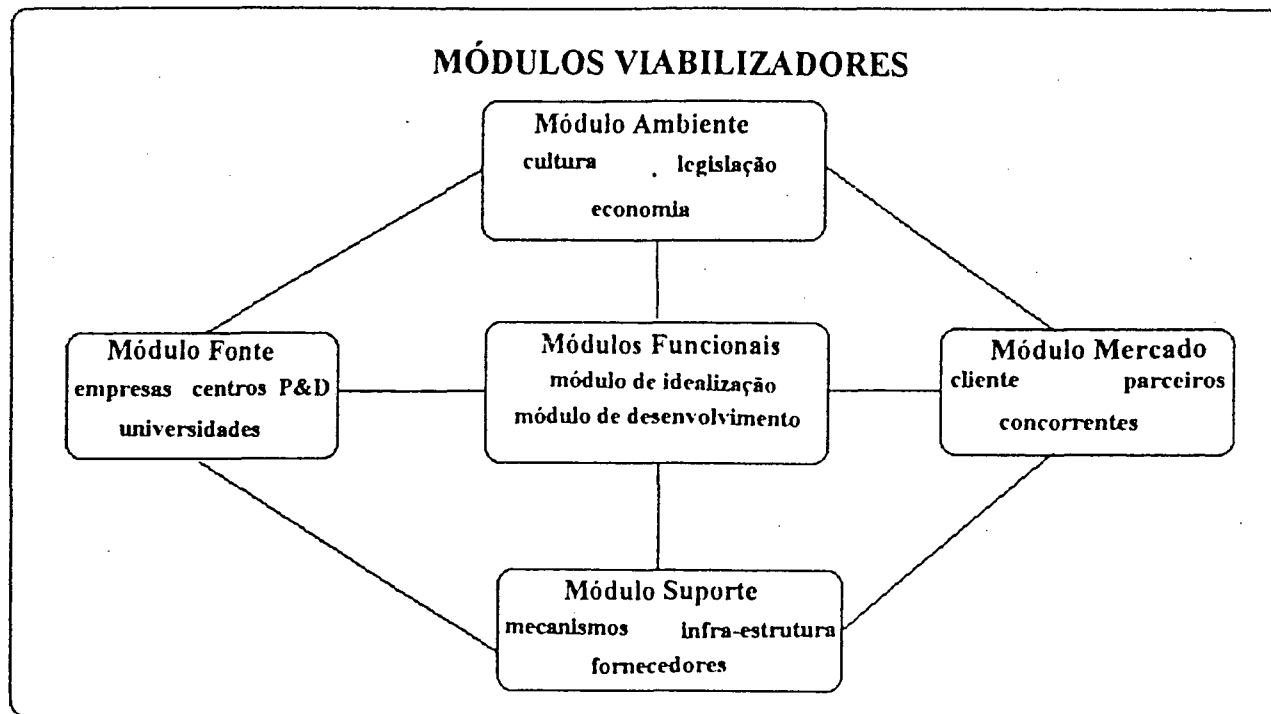 MÓDULOS VIABILIZADORES
Módulo Ambiente
cultura . legislação
economia
Módulo Fonte
empresas centros P&D
universidades
Módulos Funcionais
módulo de idealização
módulo de desenvolvimento
Módulo Mercado
cliente parceiros
concorrentes
Módulo Suporte
mecanismos infra-estrutura
fornecedores